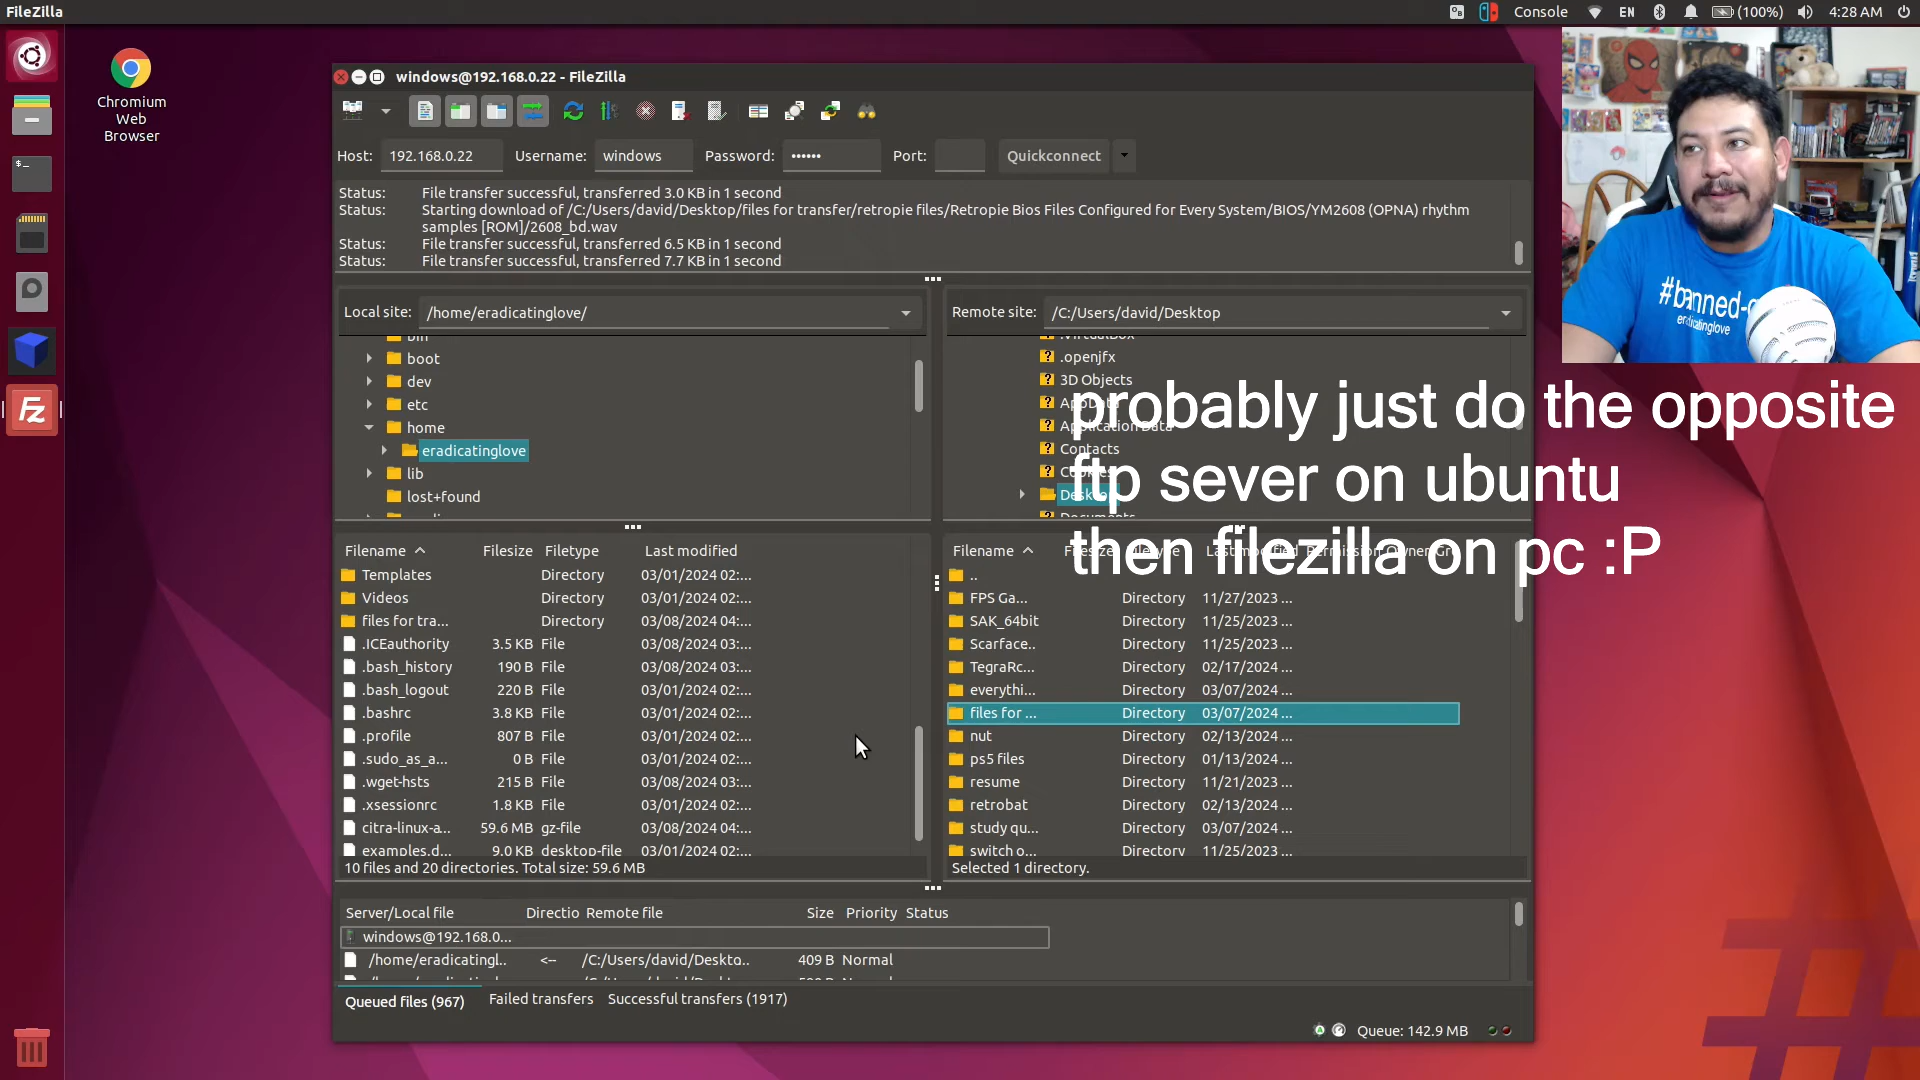 FileZilla
Console EN (100%) 4:28 AM
Chromium
Web
Browser
windows@192.168.0.22 - FileZilla
Host: 192.168.0.22 Username: windows Password: •••••• Port: Quickconnect
Status: File transfer successful, transferred 3.0 KB in 1 second
Status: Starting download of /C:/Users/david/Desktop/files for transfer/retropie files/Retropie Bios Files Configured for Every System/BIOS/YM2608 (OPNA) rhythm
samples [ROM]/2608_bd.wav
Status: File transfer successful, transferred 6.5 KB in 1 second
Status: File transfer successful, transferred 7.7 KB in 1 second
#banned-
eradicatinglove
Local site: /home/eradicatinglove/
bin
boot
dev
etc
home
eradicatinglove
lib
lost+found
Remote site: /C:/Users/david/Desktop
.VirtualBox
.openjfx
3D Objects
AppData
Application Data
Contacts
Desktop
Documents
probably just do the opposite
ftp sever on ubuntu
then filezilla on pc :P
Filename Filesize Filetype Last modified
Templates Directory 03/01/2024 02:...
Videos Directory 03/01/2024 02:...
files for tra... Directory 03/08/2024 04:...
.ICEauthority 3.5 KB File 03/08/2024 03:...
.bash_history 190 B File 03/08/2024 03:...
.bash_logout 220 B File 03/01/2024 02:...
.bashrc 3.8 KB File 03/01/2024 02:...
.profile 807 B File 03/01/2024 02:...
.sudo_as_a... 0 B File 03/01/2024 02:...
.wget-hsts 215 B File 03/08/2024 03:...
.xsessionrc 1.8 KB File 03/01/2024 02:...
citra-linux-a... 59.6 MB gz-file 03/08/2024 04:...
examples.d... 9.0 KB desktop-file 03/01/2024 02:...
10 files and 20 directories. Total size: 59.6 MB
Filename Filesize Filetype Last modified Permission Owner/Gro
..
FPS Ga... Directory 11/27/2023 ...
SAK_64bit Directory 11/25/2023 ...
Scarface.. Directory 11/25/2023 ...
TegraRc... Directory 02/17/2024 ...
everythi... Directory 03/07/2024 ...
files for ... Directory 03/07/2024 ...
nut Directory 02/13/2024 ...
ps5 files Directory 01/13/2024 ...
resume Directory 11/21/2023 ...
retrobat Directory 02/13/2024 ...
study qu... Directory 03/07/2024 ...
switch o... Directory 11/25/2023 ...
Selected 1 directory.
Server/Local file Directio Remote file Size Priority Status
windows@192.168.0...
/home/eradicatingl.. <-- /C:/Users/david/Deskto.. 409 B Normal
Queued files (967) Failed transfers Successful transfers (1917)
Queue: 142.9 MB